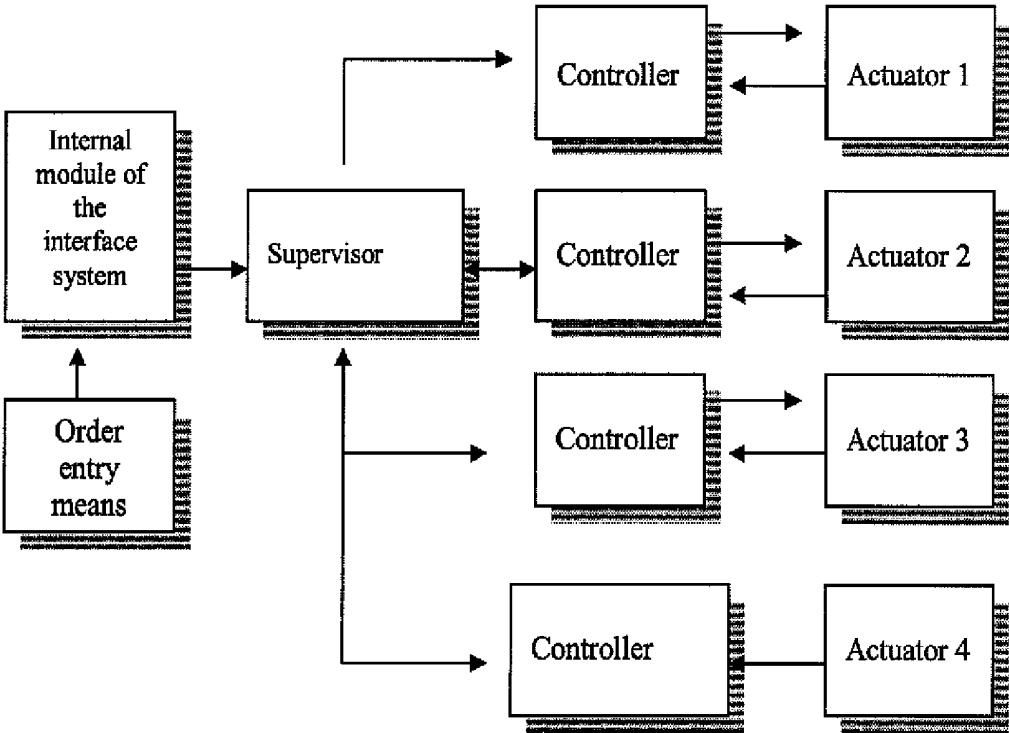 Controller
Actuator 1
Internal
module of
the
interface
system
Supervisor
Controller
Actuator 2
Order
entry
means
Controller
Actuator 3
Controller
Actuator 4